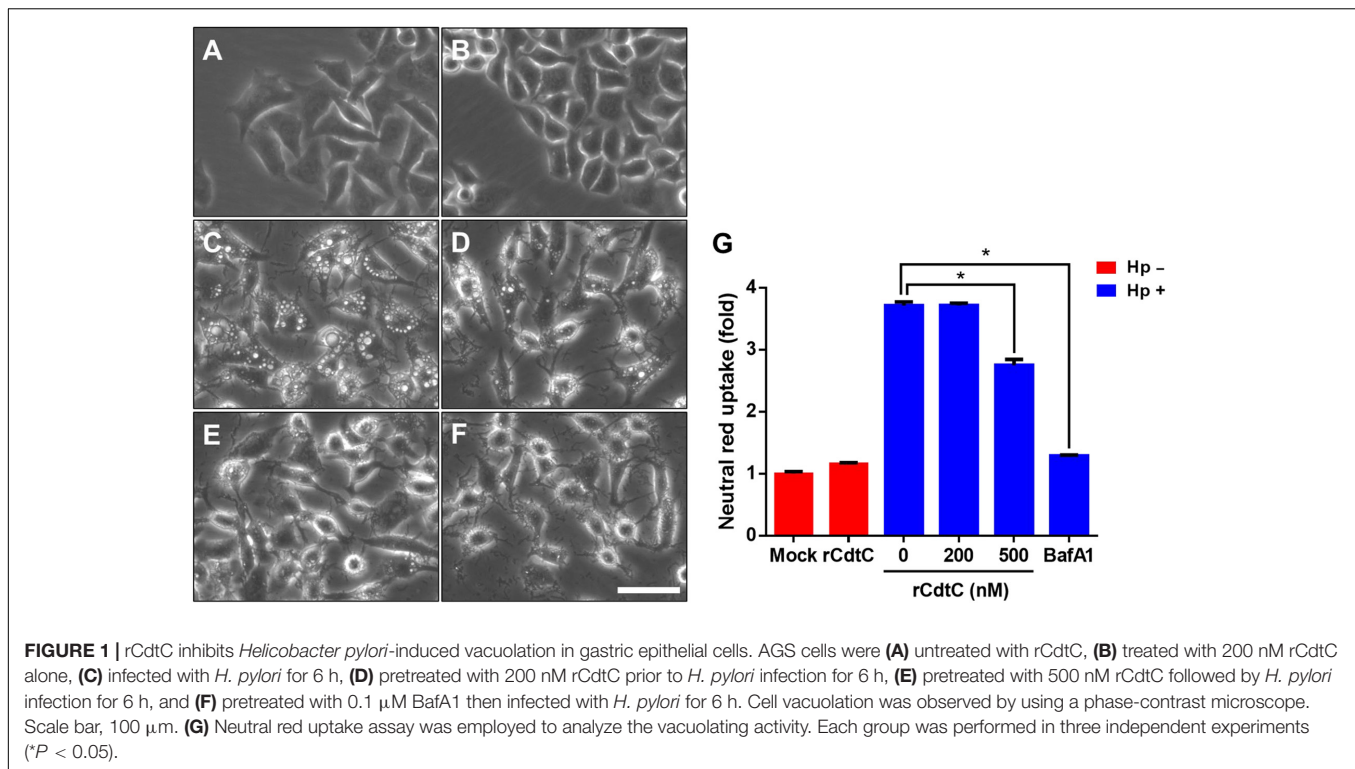 A
B
C
D
E
F
G
Hp –
Hp +
*
*
Neutral red uptake (fold)
4
3
2
1
0
Mock rCdtC 0 200 500 BafA1
rCdtC (nM)
FIGURE 1 | rCdtC inhibits Helicobacter pylori-induced vacuolation in gastric epithelial cells. AGS cells were (A) untreated with rCdtC, (B) treated with 200 nM rCdtC
alone, (C) infected with H. pylori for 6 h, (D) pretreated with 200 nM rCdtC prior to H. pylori infection for 6 h, (E) pretreated with 500 nM rCdtC followed by H. pylori
infection for 6 h, and (F) pretreated with 0.1 μM BafA1 then infected with H. pylori for 6 h. Cell vacuolation was observed by using a phase-contrast microscope.
Scale bar, 100 μm. (G) Neutral red uptake assay was employed to analyze the vacuolating activity. Each group was performed in three independent experiments
(*P < 0.05).